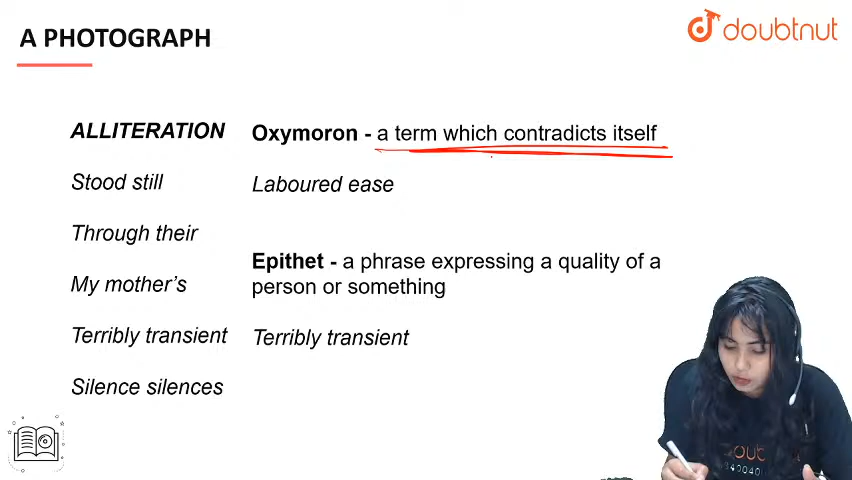 A PHOTOGRAPH
doubtnut
ALLITERATION
Stood still
Through their
My mother's
Terribly transient
Silence silences
Oxymoron - a term which contradicts itself
Laboured ease
Epithet - a phrase expressing a quality of a
person or something
Terribly transient